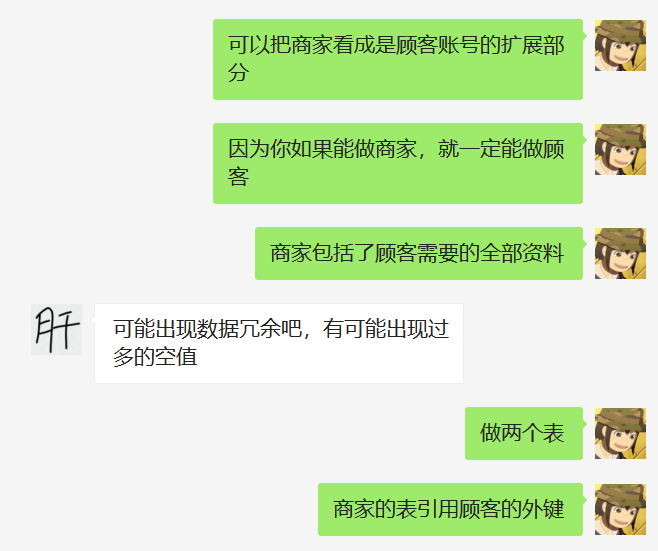 可以把商家看成是顾客账号的扩展部
分
因为你如果能做商家，就一定能做顾
客
商家包括了顾客需要的全部资料
肝
可能出现数据冗余吧，有可能出现过
多的空值
做两个表
商家的表引用顾客的外键